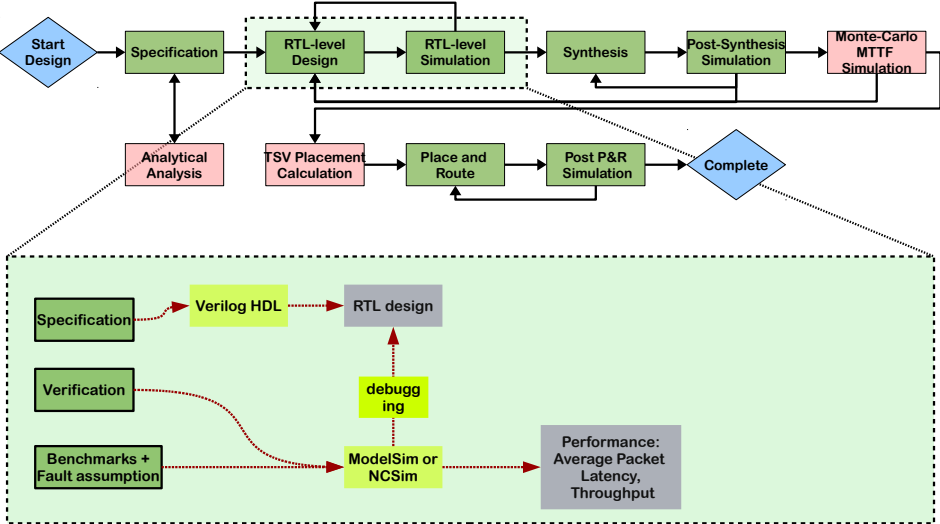 Start
Design
Specification
RTL-level
Design
RTL-level
Simulation
Synthesis
Post-Synthesis
Simulation
Monte-Carlo
MTTF
Simulation
Analytical
Analysis
TSV Placement
Calculation
Place and
Route
Post P&R
Simulation
Complete
Specification
Verilog HDL
RTL design
Verification
debugg
ing
Benchmarks +
Fault assumption
ModelSim or
NCSim
Performance:
Average Packet
Latency,
Throughput